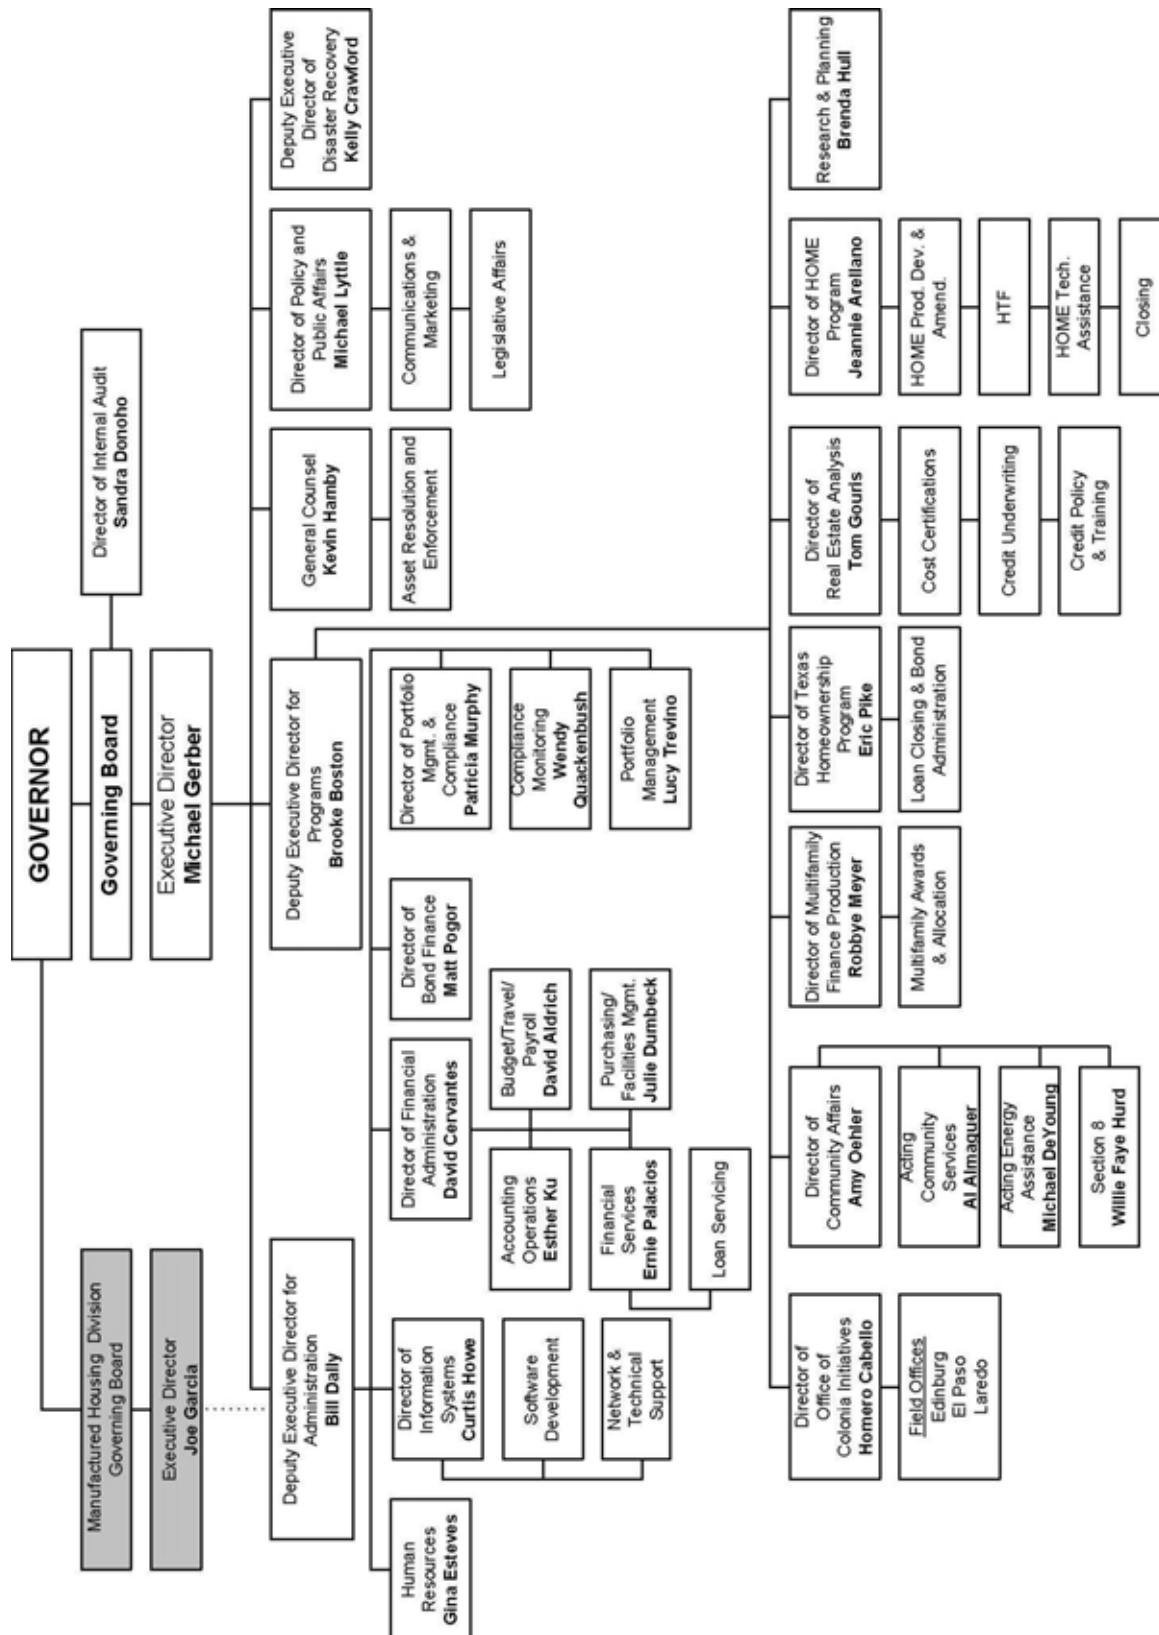 GOVERNOR
Governing Board
Director of Internal Audit
Sandra Donoho
Executive Director
Michael Gerber
Manufactured Housing Division
Governing Board
Executive Director
Joe Garcia
Deputy Executive Director for
Administration
Bill Dally
Deputy Executive Director for
Programs
Brooke Boston
General Counsel
Kevin Hamby
Director of Policy and
Public Affairs
Michael Lyttle
Deputy Executive
Director of
Disaster Recovery
Kelly Crawford
Asset Resolution and
Enforcement
Communications &
Marketing
Legislative Affairs
Human
Resources
Gina Esteves
Director of
Information
Systems
Curtis Howe
Software
Development
Network &
Technical
Support
Director of Financial
Administration
David Cervantes
Accounting
Operations
Esther Ku
Budget/Travel/
Payroll
David Aldrich
Financial
Services
Ernie Palacios
Purchasing/
Facilities Mgmt.
Julie Dumbeck
Loan Servicing
Director of
Bond Finance
Matt Pogor
Director of Portfolio
Mgmt. &
Compliance
Patricia Murphy
Compliance
Monitoring
Wendy
Quackenbush
Portfolio
Management
Lucy Trevino
Director of
Office of
Colonia Initiatives
Homero Cabello
Field Offices
Edinburg
El Paso
Laredo
Director of
Community Affairs
Amy Oehler
Acting
Community
Services
Al Almaguer
Acting Energy
Assistance
Michael DeYoung
Section 8
Willie Faye Hurd
Director of Multifamily
Finance Production
Robbye Meyer
Multifamily Awards
& Allocation
Director of Texas
Homeownership
Program
Eric Pike
Loan Closing & Bond
Administration
Director of
Real Estate Analysis
Tom Gouris
Cost Certifications
Credit Underwriting
Credit Policy
& Training
Director of HOME
Program
Jeannie Arellano
HOME Prod. Dev. &
Amend.
HTF
HOME Tech.
Assistance
Closing
Research & Planning
Brenda Hull